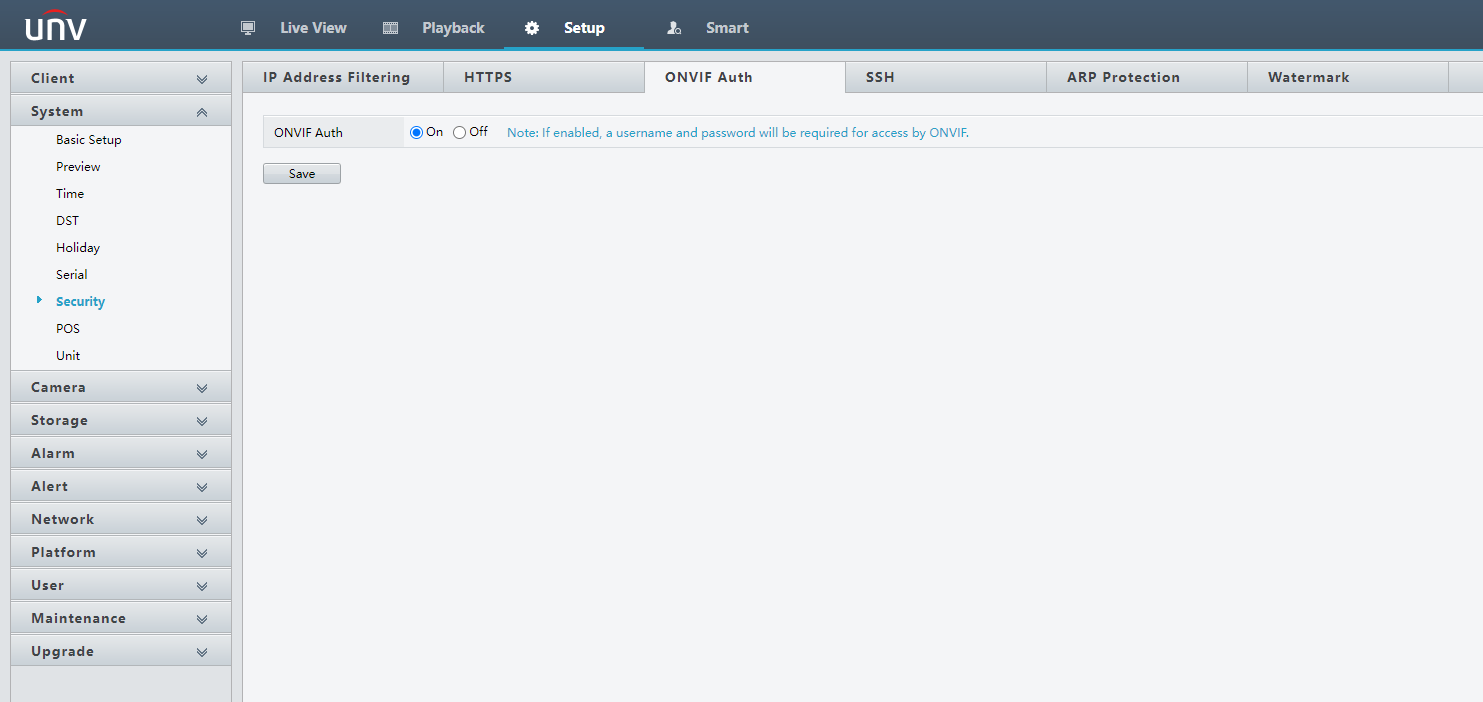 unv Live View Playback Setup Smart
Client
System
Basic Setup
Preview
Time
DST
Holiday
Serial
Security
POS
Unit
Camera
Storage
Alarm
Alert
Network
Platform
User
Maintenance
Upgrade
IP Address Filtering HTTPS ONVIF Auth SSH ARP Protection Watermark
ONVIF Auth On Off Note: If enabled, a username and password will be required for access by ONVIF.
Save